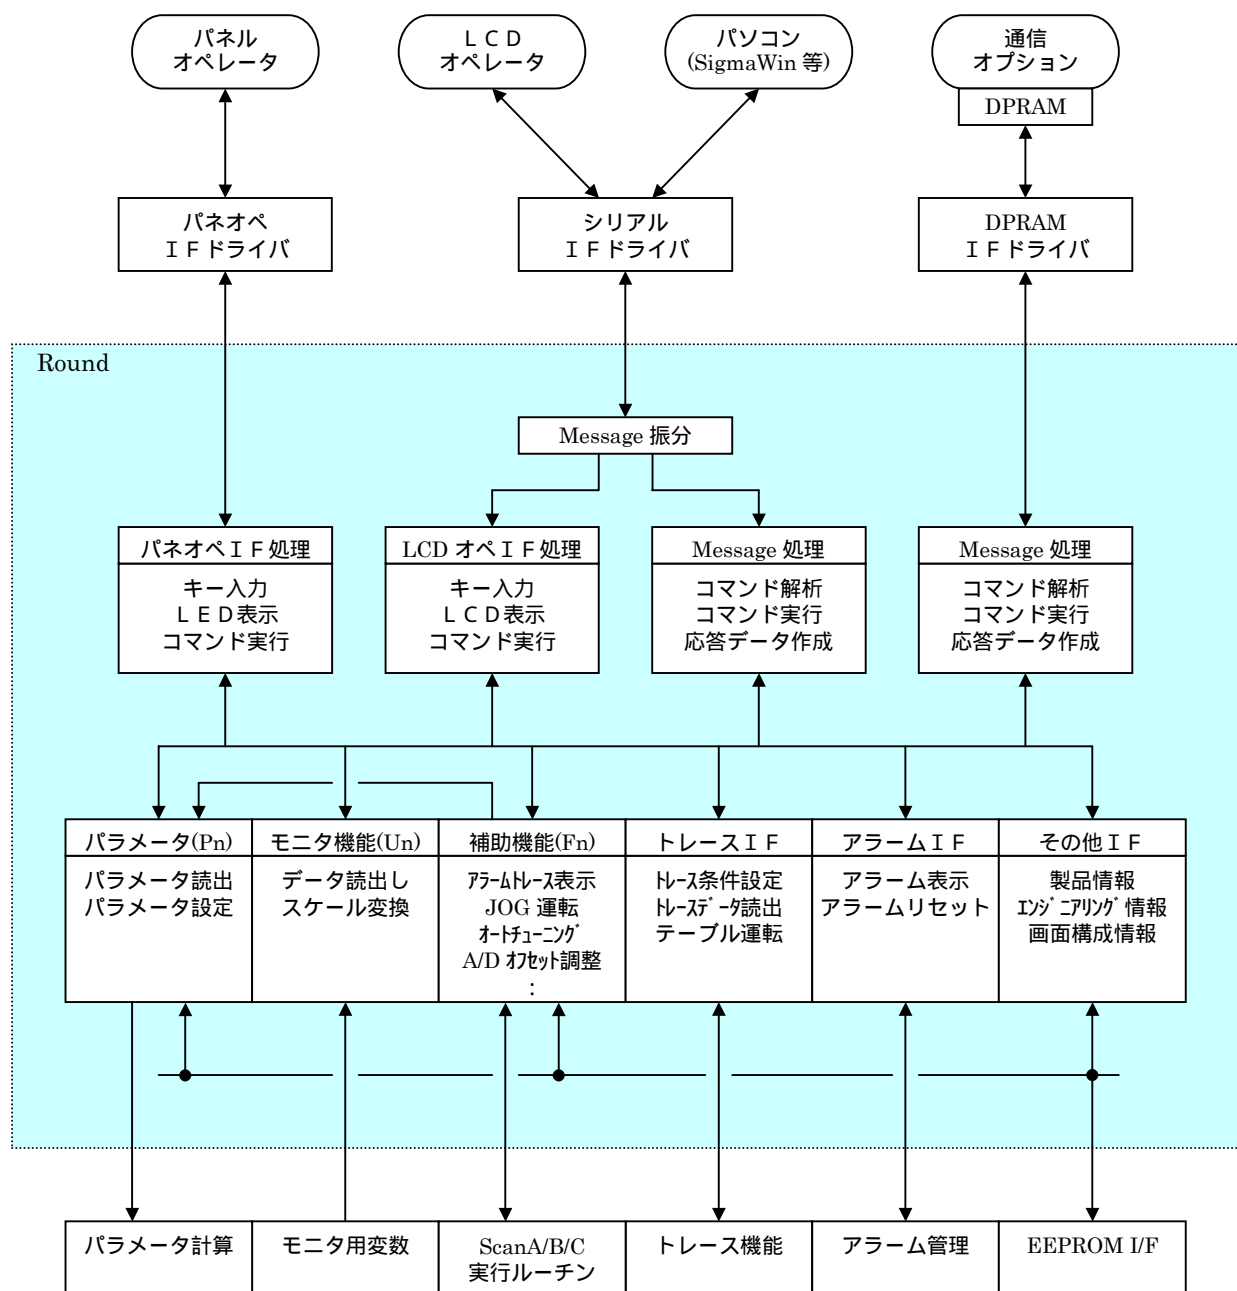 パネル
オペレータ
ＬＣＤ
オペレータ
パソコン
(SigmaWin 等)
通信
オプション
DPRAM
パネオペ
ＩＦドライバ
シリアル
ＩＦドライバ
DPRAM
ＩＦドライバ
Round
Message 振分
パネオペＩＦ処理
キー入力
ＬＥＤ表示
コマンド実行
LCD オペＩＦ処理
キー入力
ＬＣＤ表示
コマンド実行
Message 処理
コマンド解析
コマンド実行
応答データ作成
Message 処理
コマンド解析
コマンド実行
応答データ作成
パラメータ(Pn)
パラメータ読出
パラメータ設定
モニタ機能(Un)
データ読出し
スケール変換
補助機能(Fn)
ｱﾗｰﾑﾄﾚｰｽ表示
JOG 運転
ｵｰﾄﾁｭｰﾆﾝｸﾞ
A/D ｵﾌｾｯﾄ調整
:
トレースＩＦ
ﾄﾚｰｽ条件設定
ﾄﾚｰｽﾃﾞｰﾀ読出
テーブル運転
アラームＩＦ
アラーム表示
アラームリセット
その他ＩＦ
製品情報
ｴﾝｼﾞﾆｱﾘﾝｸﾞ情報
画面構成情報
パラメータ計算
モニタ用変数
ScanA/B/C
実行ルーチン
トレース機能
アラーム管理
EEPROM I/F